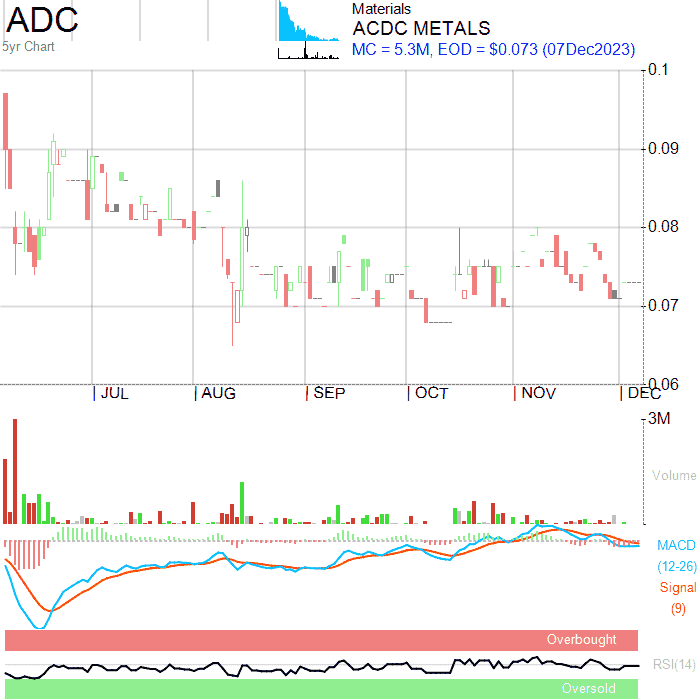 ADC
5yr Chart
Materials
ACDC METALS
MC = 5.3M, EOD = $0.073 (07Dec2023)
0.1
0.09
0.08
0.07
0.06
JUL AUG SEP OCT NOV DEC
3M
Volume
MACD
(12-26)
Signal
(9)
Overbought
RSI(14)
Oversold